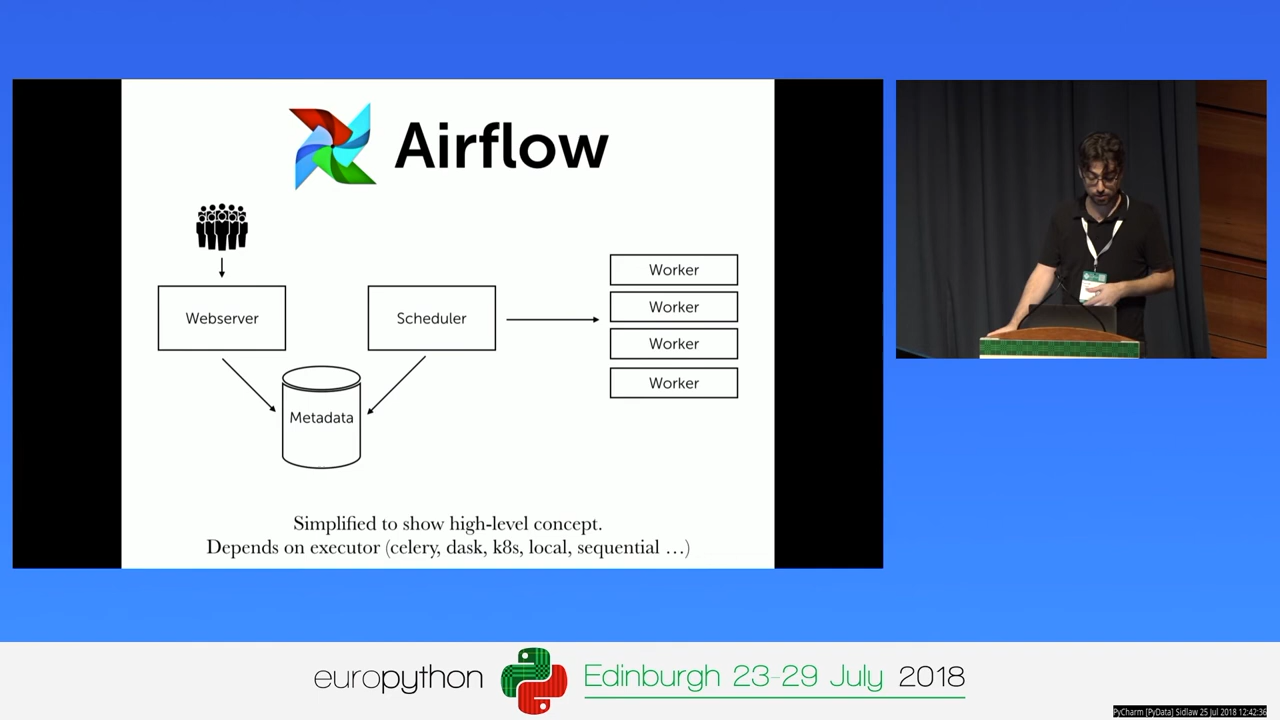 Airflow
Webserver
Scheduler
Worker
Worker
Worker
Worker
Metadata
Simplified to show high-level concept.
Depends on executor (celery, dask, k8s, local, sequential …)
europython
Edinburgh 23-29 July 2018
PyCharm [PyData] Sidlaw 25 Jul 2018 12:42:36